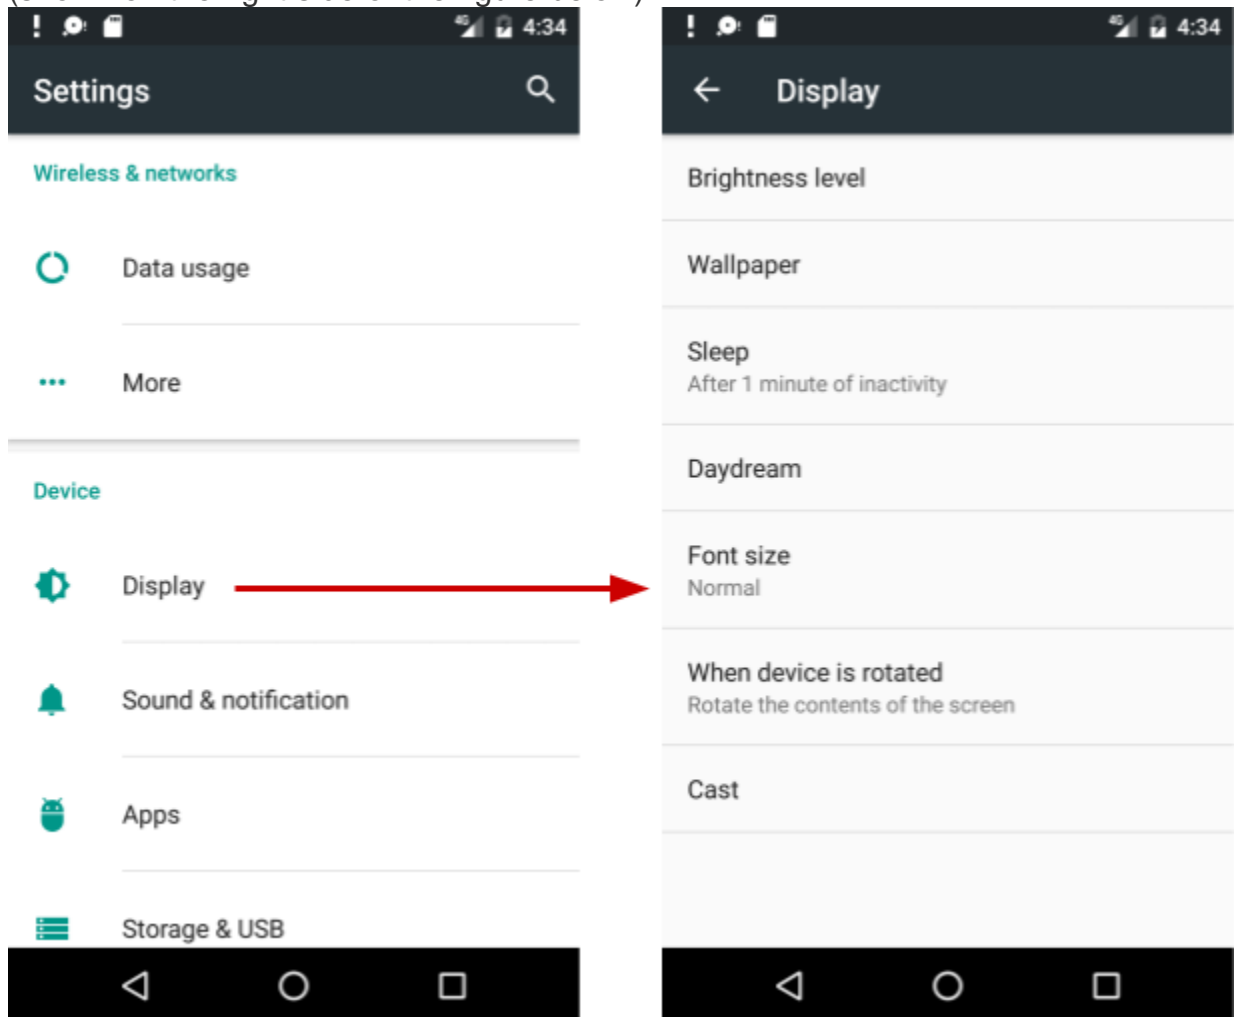 4G 4:34
Settings
Wireless & networks
Data usage
More
Device
Display
Sound & notification
Apps
Storage & USB
4G 4:34
Display
Brightness level
Wallpaper
Sleep
After 1 minute of inactivity
Daydream
Font size
Normal
When device is rotated
Rotate the contents of the screen
Cast